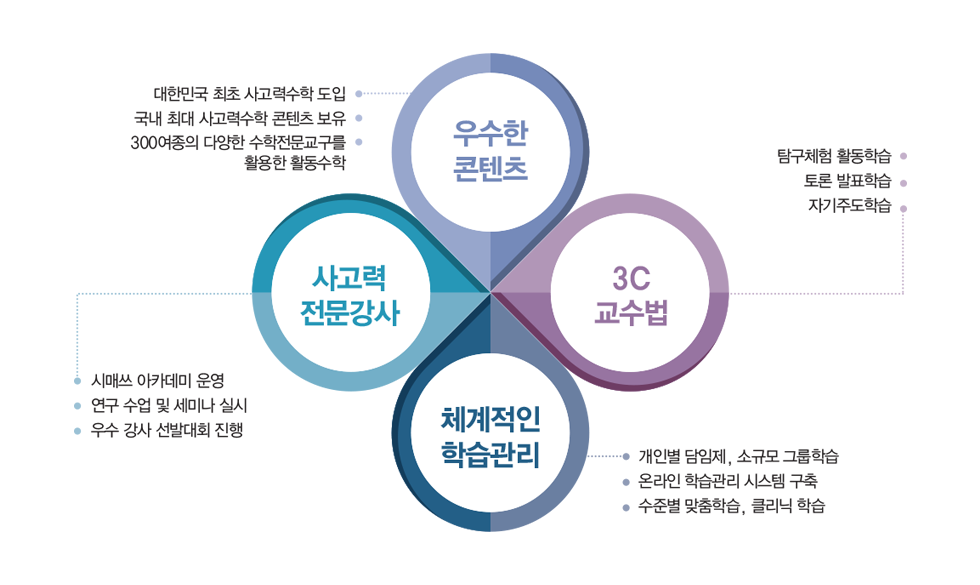 대한민국 최초 사고력수학 도입
국내 최대 사고력수학 콘텐츠 보유
300여종의 다양한 수학전문교구를
활용한 활동수학
우수한
콘텐츠
탐구체험 활동학습
토론 발표학습
자기주도학습
사고력
전문강사
3C
교수법
시매쓰 아카데미 운영
연구 수업 및 세미나 실시
우수 강사 선발대회 진행
체계적인
학습관리
개인별 담임제, 소규모 그룹학습
온라인 학습관리 시스템 구축
수준별 맞춤학습, 클리닉 학습